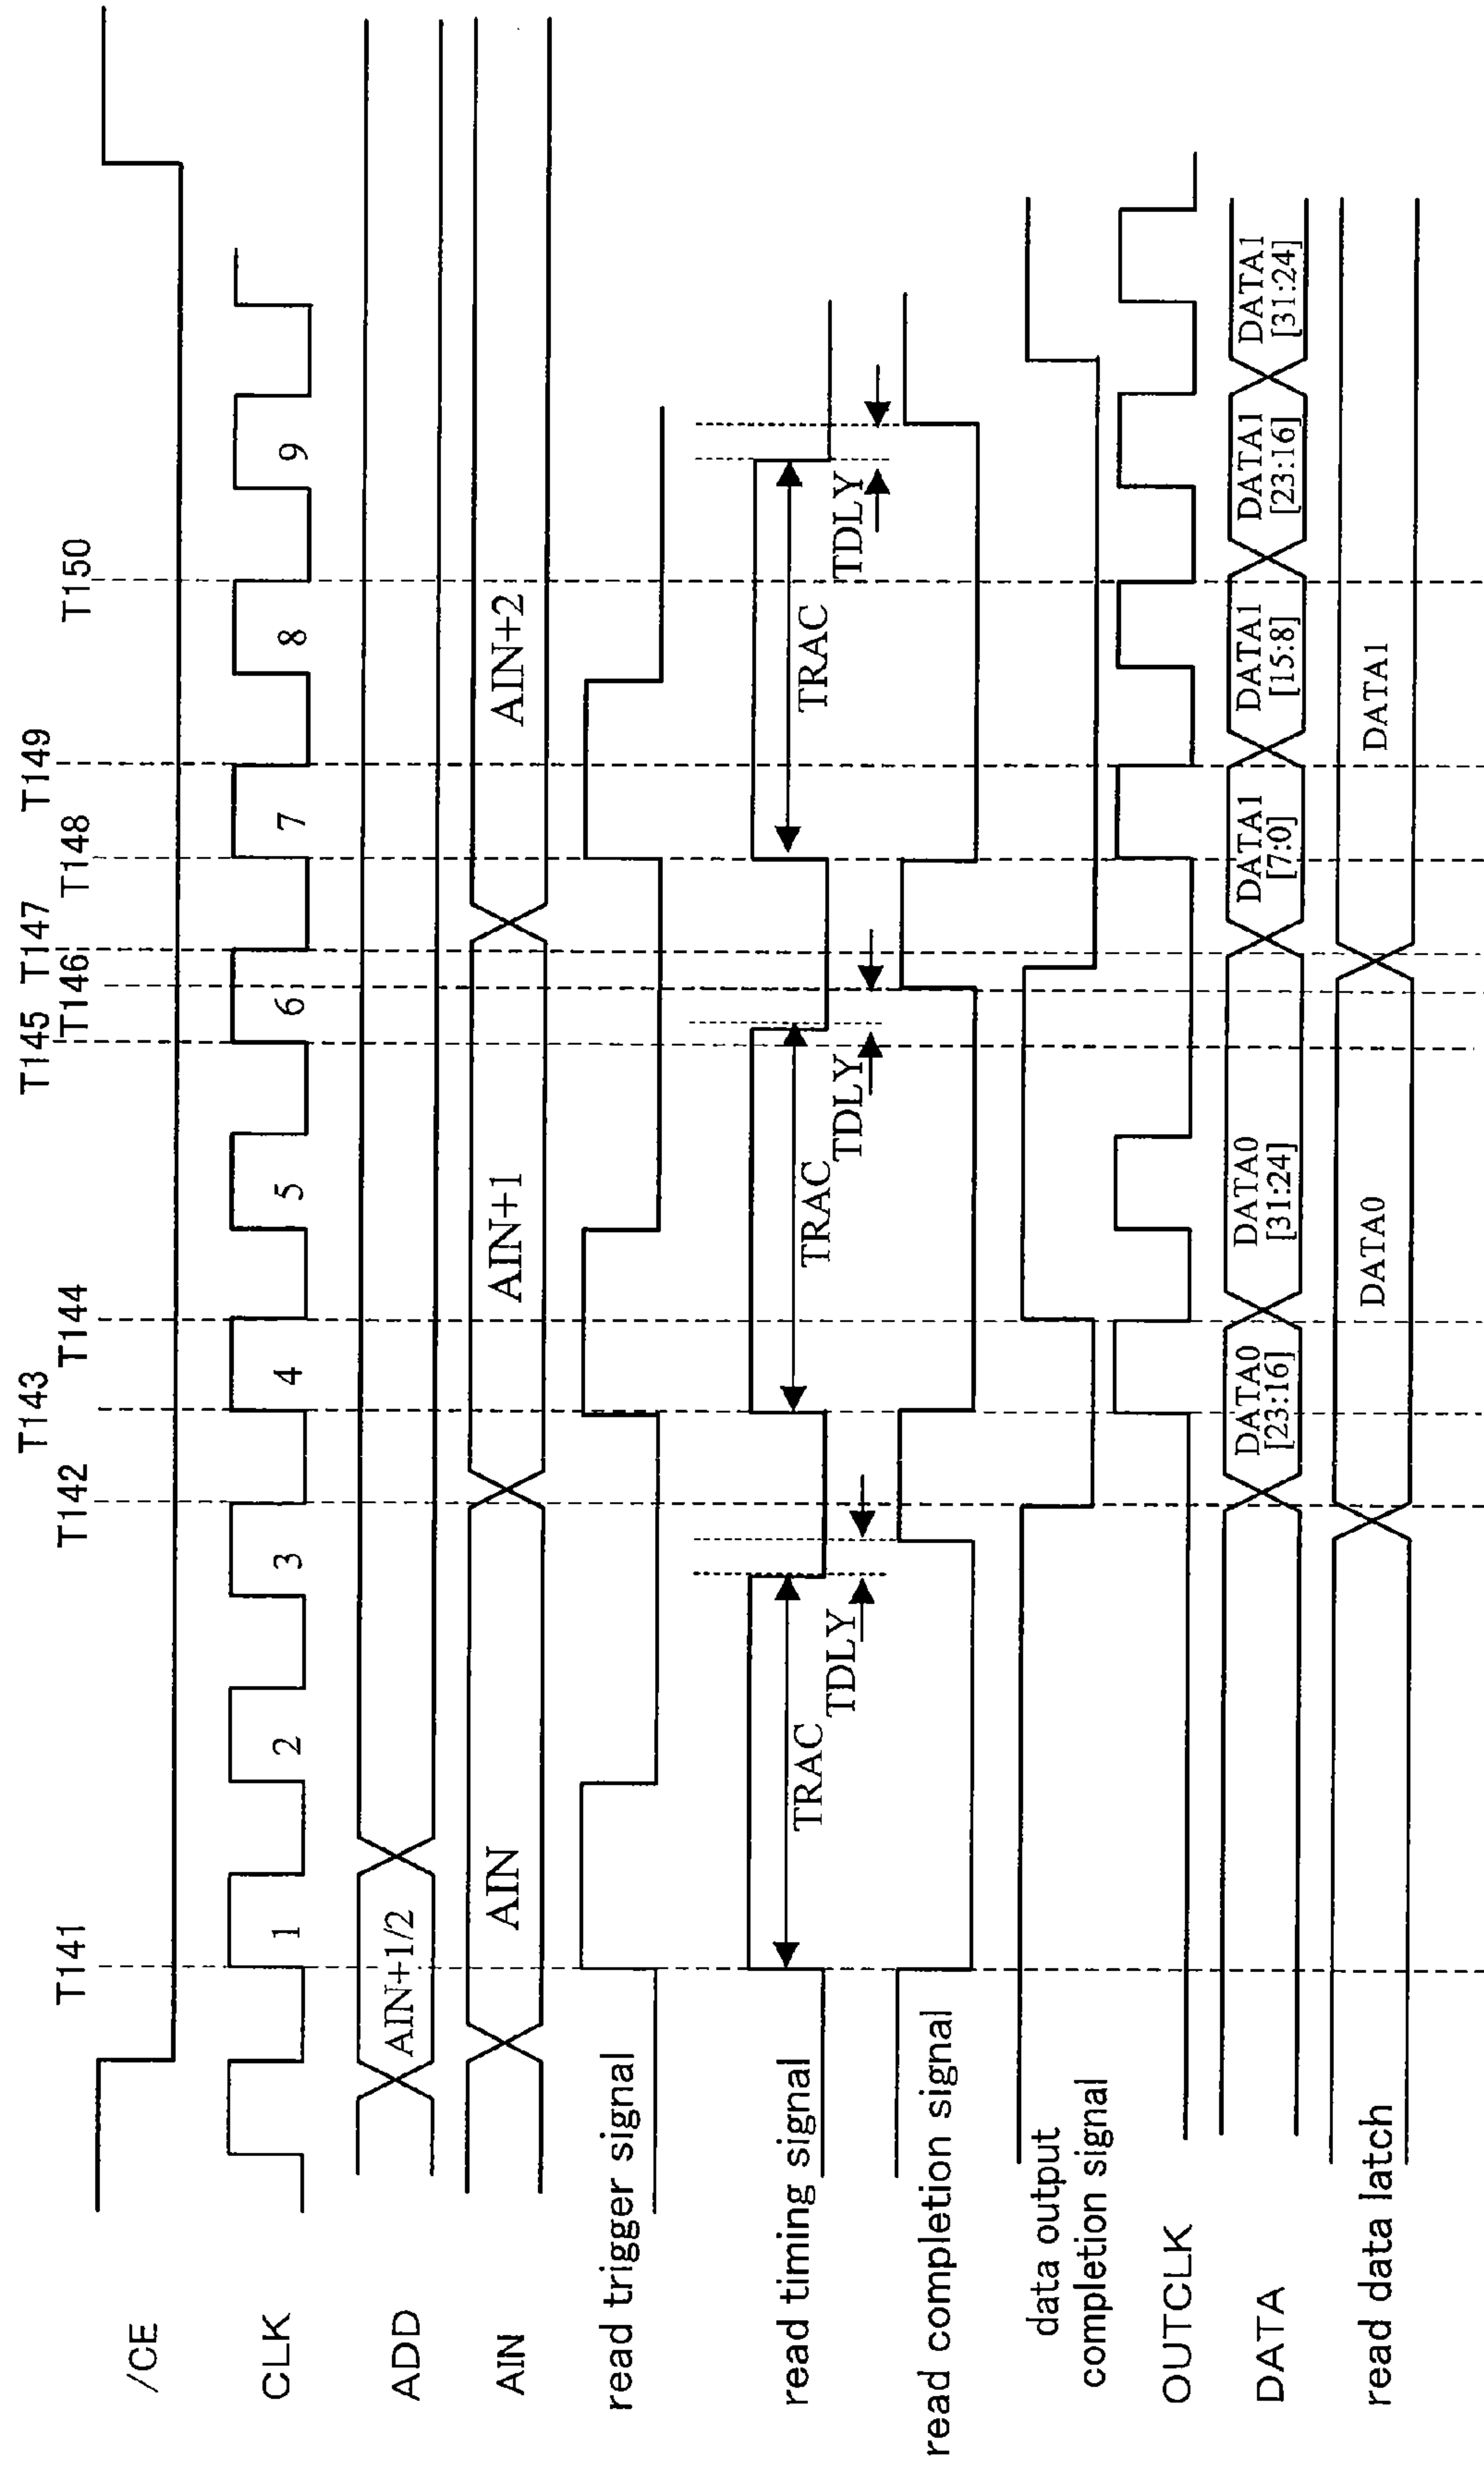 T141
T142
T143
T144
T145
T146
T147
T148
T149
T150
/CE
CLK
1
2
3
4
5
6
7
8
9
ADD
AIN+1/2
AIN
AIN
AIN+1
AIN+2
read trigger signal
read timing signal
TRAC
TDLY
TRAC
TDLY
TRAC
TDLY
read completion signal
data output
completion signal
OUTCLK
DATA
DATA0
[23:16]
DATA0
[31:24]
DATA1
[7:0]
DATA1
[15:8]
DATA1
[23:16]
DATA1
[31:24]
read data latch
DATA0
DATA1